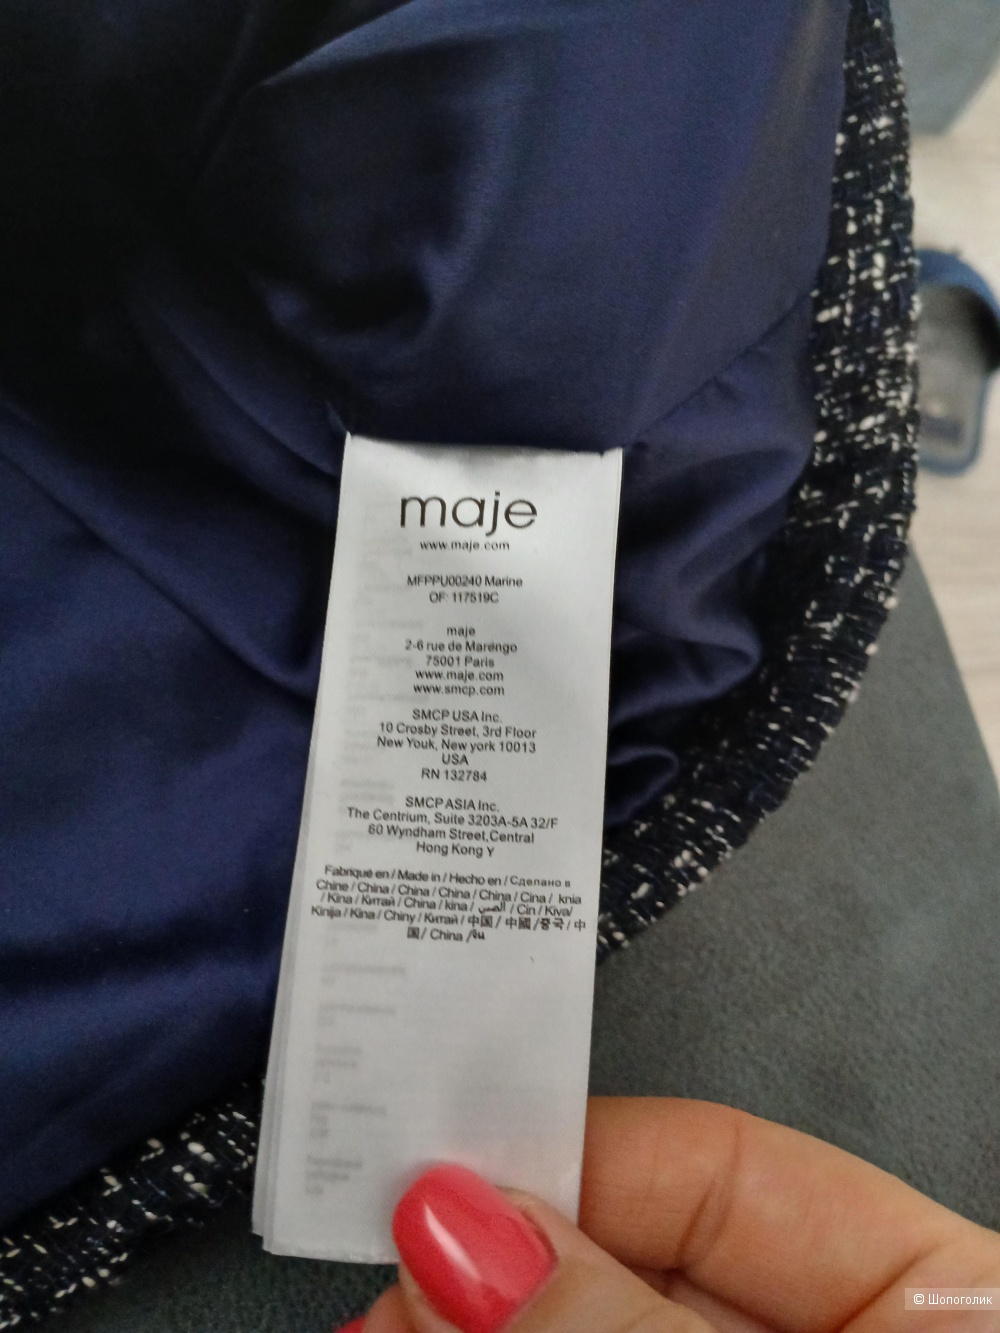 maje
www.maje.com
MFPPU00240 Marine
OF: 117519C
maje
2-6 rue de Marengo
75001 Paris
www.maje.com
www.smcp.com
SMCP USA Inc.
10 Crosby Street, 3rd Floor
New Youk, New york 10013
USA
RN 132784
SMCP ASIA Inc.
The Centrium, Suite 3203A-5A 32/F
60 Wyndham Street,Central
Hong Kong Y
Fabriqué en / Made in / Hecho en / Сделано в
Chine / China / China / China / China / Cina / knia
/ Kina / Китай / China / kina / الصين / Cin / Kiva/
Kinija / Kina / Chiny / Китай / 中国 / 中國 /중국 / 中
国/ China /จีน
© Шопоголик